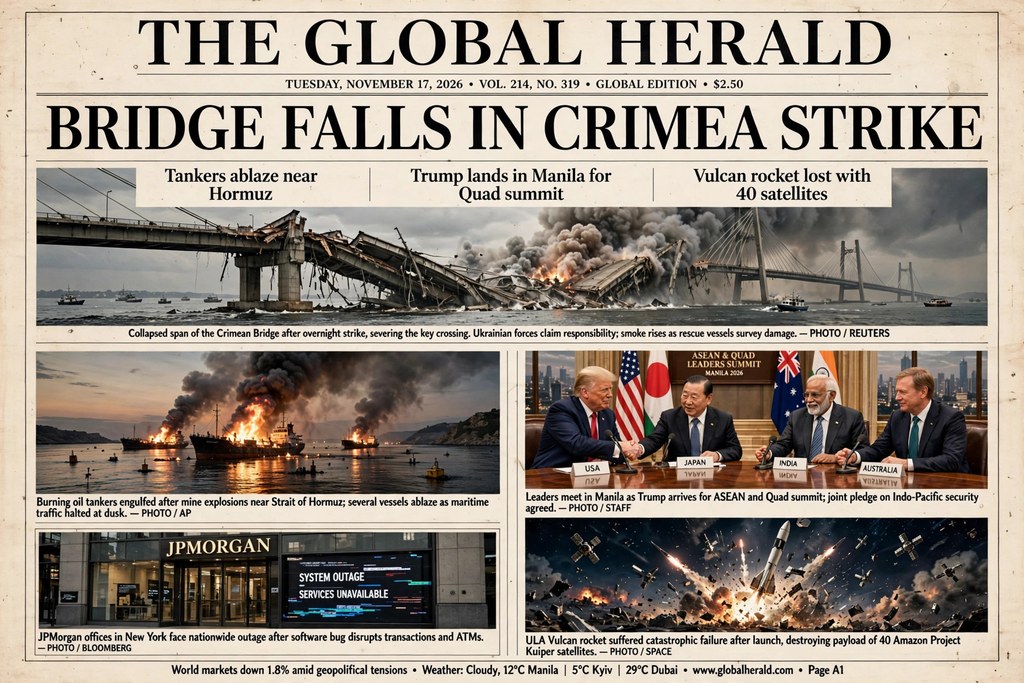 THE GLOBAL HERALD
TUESDAY, NOVEMBER 17, 2026 • VOL. 214, NO. 319 • GLOBAL EDITION • $2.50
BRIDGE FALLS IN CRIMEA STRIKE
Tankers ablaze near
Hormuz
Trump lands in Manila for
Quad summit
Vulcan rocket lost with
40 satellites
Collapsed span of the Crimean Bridge after overnight strike, severing the key crossing. Ukrainian forces claim responsibility; smoke rises as rescue vessels survey damage. — PHOTO / REUTERS
Burning oil tankers engulfed after mine explosions near Strait of Hormuz; several vessels ablaze as maritime
traffic halted at dusk. — PHOTO / AP
JPMORGAN
SYSTEM OUTAGE
SERVICES UNAVAILABLE
JPMorgan offices in New York face nationwide outage after software bug disrupts transactions and ATMs.
— PHOTO / BLOOMBERG
ASEAN & QUAD
LEADERS SUMMIT
MANILA 2026
USA
JAPAN
INDIA
AUSTRALIA
Leaders meet in Manila as Trump arrives for ASEAN and Quad summit; joint pledge on Indo-Pacific security
agreed. — PHOTO / STAFF
ULA Vulcan rocket suffered catastrophic failure after launch, destroying payload of 40 Amazon Project
Kuiper satellites. — PHOTO / SPACE
World markets down 1.8% amid geopolitical tensions • Weather: Cloudy, 12°C Manila | 5°C Kyiv | 29°C Dubai • www.globalherald.com • Page A1